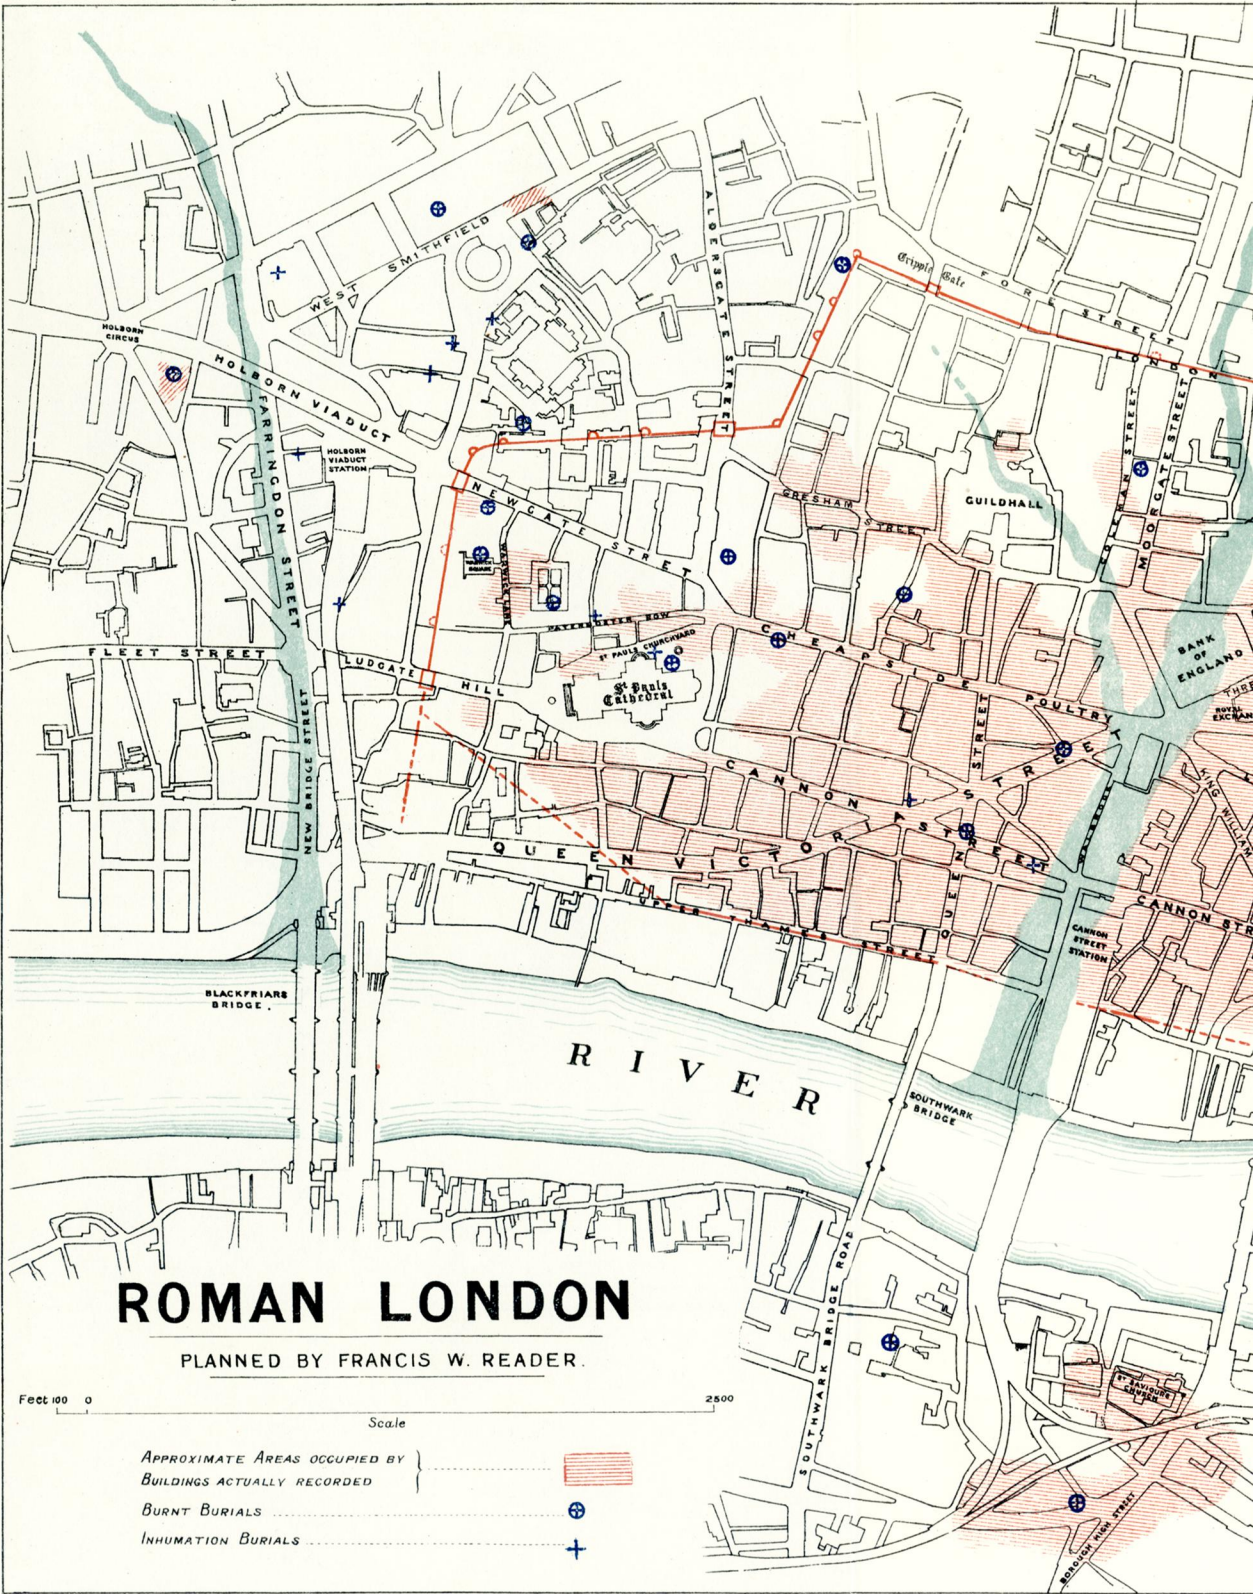 ALDERSGATE STREET
WEST SMITHFIELD
Cripple Gate
FORE STREET
LONDON
HOLBORN
CIRCUS
HOLBORN VIADUCT
FARRINGDON STREET
HOLBORN
VIADUCT
STATION
NEWGATE STREET
GRESHAM STREET
GUILDHALL
COLEMAN STREET
MOORGATE STREET
WARWICK
SQUARE
WARWICK LANE
PATERNOSTER ROW
ST PAULS CHURCHYARD
St Pauls
Cathedral
CHEAPSIDE
POULTRY
BANK
OF
ENGLAND
THRE
ROYAL
EXCHAN
FLEET STREET
LUDGATE HILL
NEW BRIDGE STREET
CANNON STREET
QUEEN VICTORIA STREET
QUEEN STREET
KING WILLIAM
WALBROOK
UPPER THAMES STREET
CANNON STR
CANNON
STREET
STATION
BLACKFRIARS
BRIDGE.
RIVER
SOUTHWARK
BRIDGE
SOUTHWARK BRIDGE ROAD
ST SAVIOURS
CHURCH
BOROUGH HIGH STREET
ROMAN LONDON
PLANNED BY FRANCIS W. READER.
Feet 100 0 2500
Scale
APPROXIMATE AREAS OCCUPIED BY
BUILDINGS ACTUALLY RECORDED
BURNT BURIALS
INHUMATION BURIALS